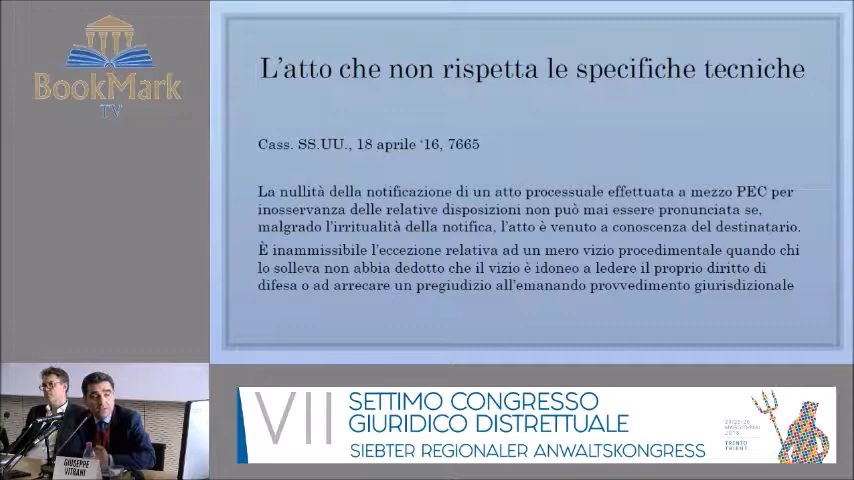 BookMark
TV
L'atto che non rispetta le specifiche tecniche
Cass. SS.UU., 18 aprile '16, 7665
La nullità della notificazione di un atto processuale effettuata a mezzo PEC per
inosservanza delle relative disposizioni non può mai essere pronunciata se,
malgrado l'irritualità della notifica, l'atto è venuto a conoscenza del destinatario.
È inammissibile l'eccezione relativa ad un mero vizio procedimentale quando chi
lo solleva non abbia dedotto che il vizio è idoneo a ledere il proprio diritto di
difesa o ad arrecare un pregiudizio all'emanando provvedimento giurisdizionale
GIUSEPPE
VITRANI
VII
SETTIMO CONGRESSO
GIURIDICO DISTRETTUALE
SIEBTER REGIONALER ANWALTSKONGRESS
MAGGIO/MAI
TRENTO
TRIENT